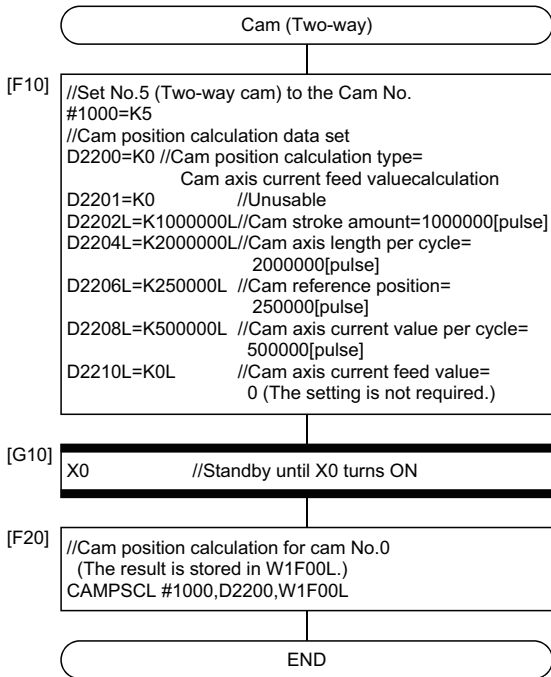 Cam (Two-way)
[F10]
//Set No.5 (Two-way cam) to the Cam No.
#1000=K5
//Cam position calculation data set
D2200=K0 //Cam position calculation type=
Cam axis current feed valuecalculation
D2201=K0 //Unusable
D2202L=K1000000L//Cam stroke amount=1000000[pulse]
D2204L=K2000000L//Cam axis length per cycle=
2000000[pulse]
D2206L=K250000L //Cam reference position=
250000[pulse]
D2208L=K500000L //Cam axis current value per cycle=
500000[pulse]
D2210L=K0L //Cam axis current feed value=
0 (The setting is not required.)
[G10]
X0 //Standby until X0 turns ON
[F20]
//Cam position calculation for cam No.0
(The result is stored in W1F00L.)
CAMPSCL #1000,D2200,W1F00L
END